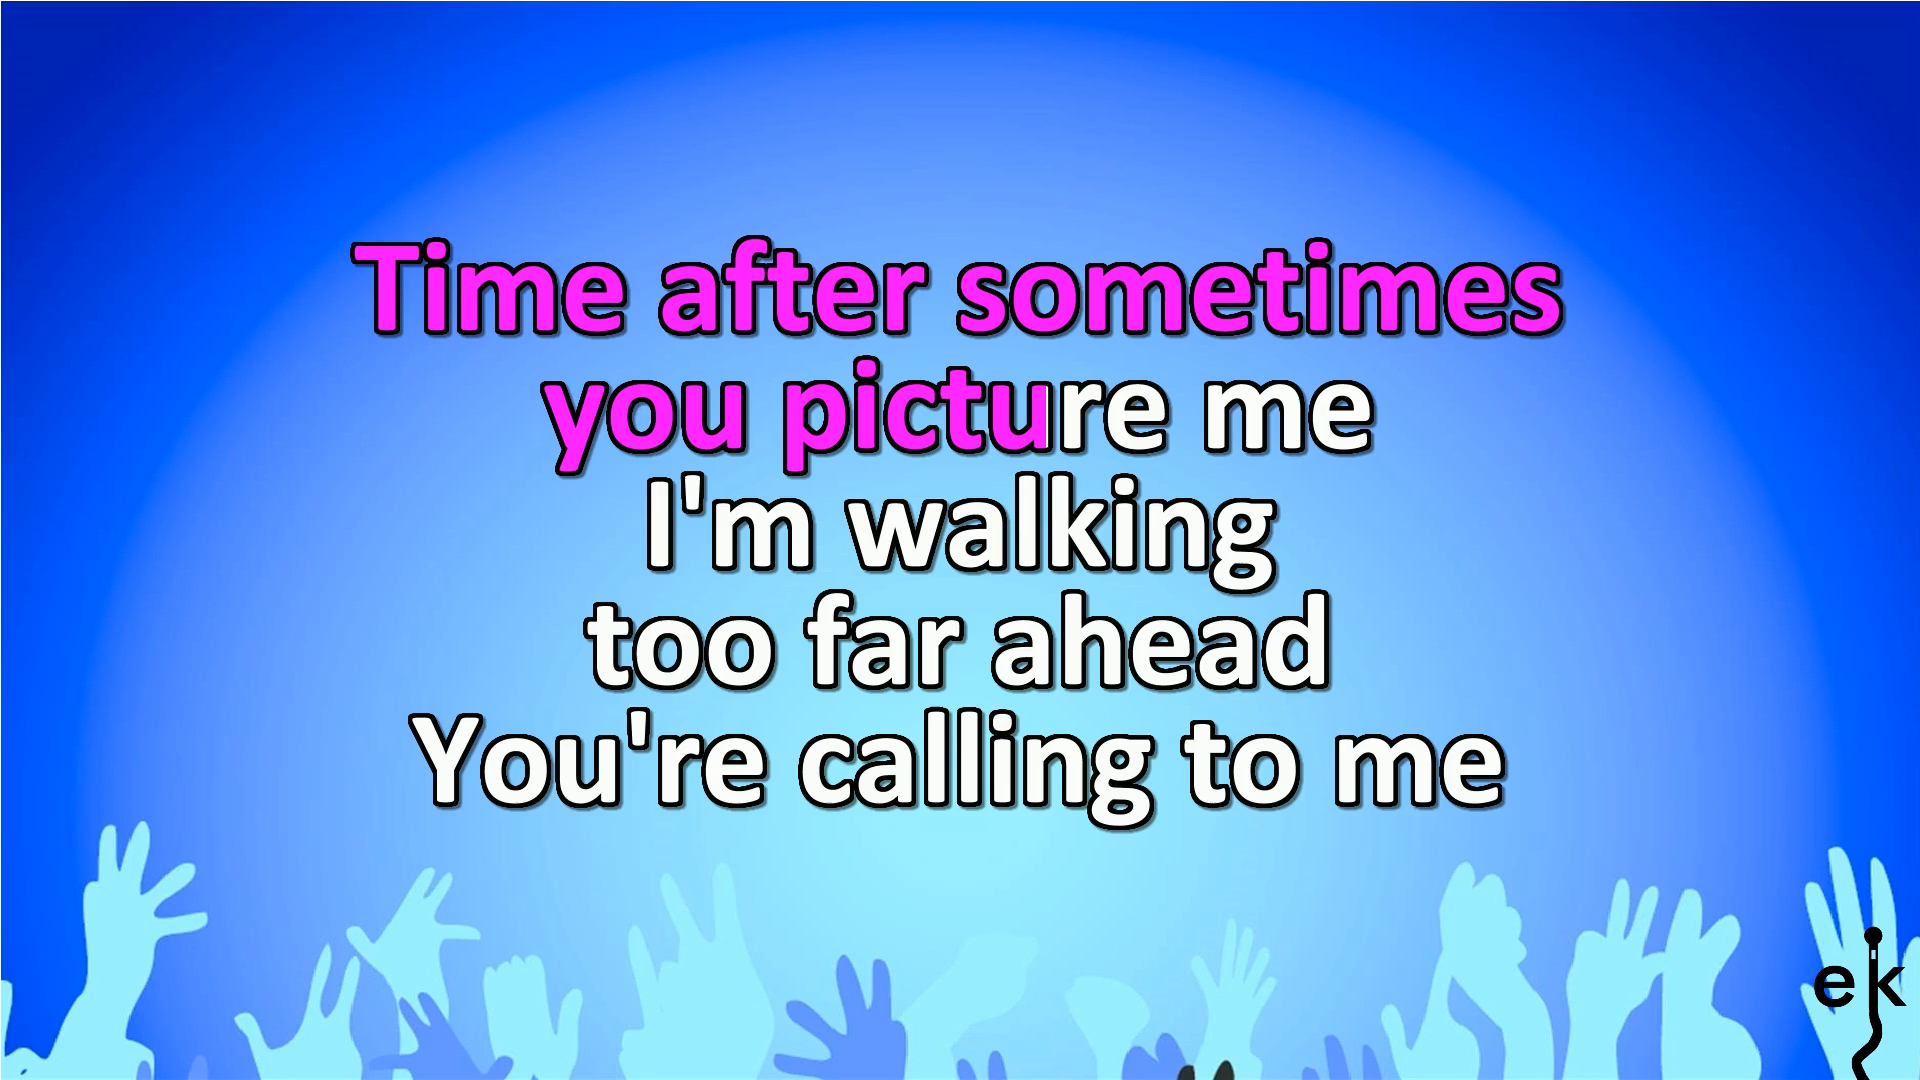 Time after sometimes
you picture me
I'm walking
too far ahead
You're calling to me
ek